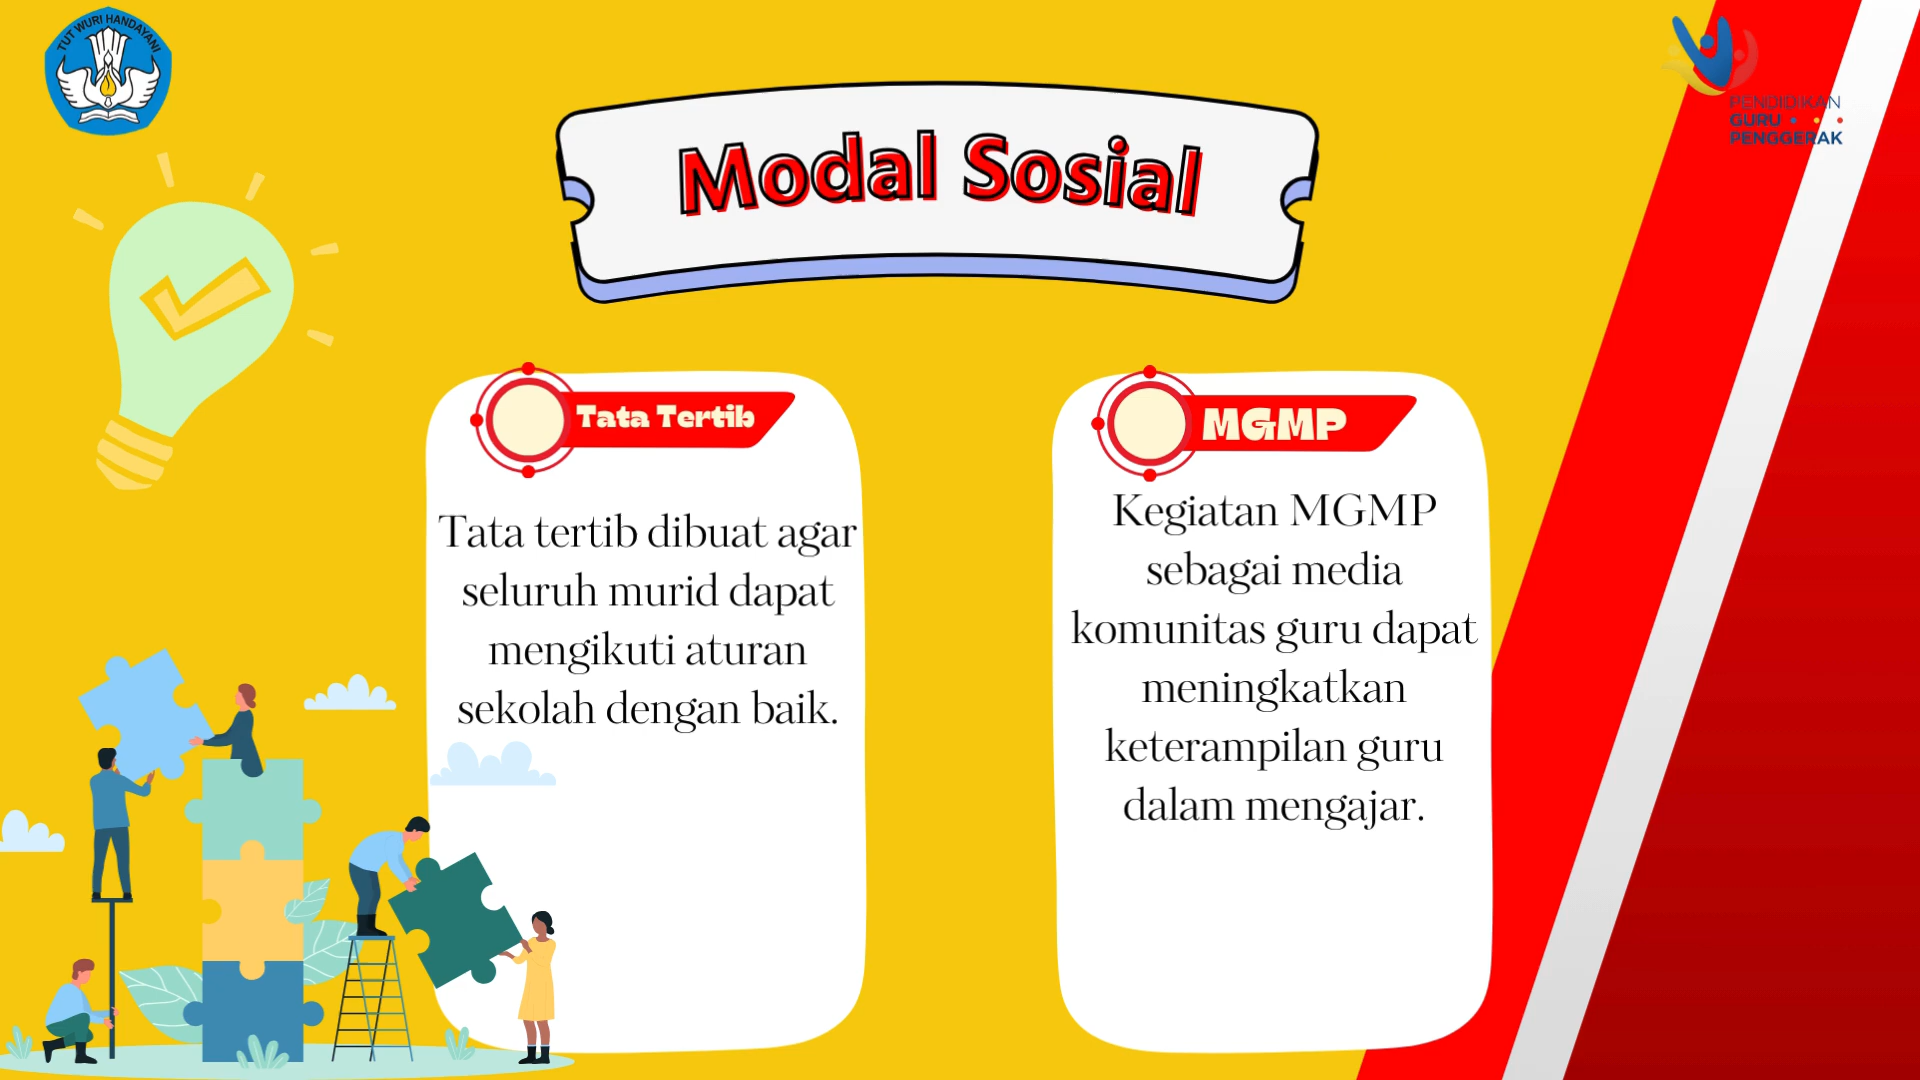 TUT WURI HANDAYANI
PENDIDIKAN
GURU
PENGGERAK
Modal Sosial
Tata Tertib
Tata tertib dibuat agar
seluruh murid dapat
mengikuti aturan
sekolah dengan baik.
MGMP
Kegiatan MGMP
sebagai media
komunitas guru dapat
meningkatkan
keterampilan guru
dalam mengajar.